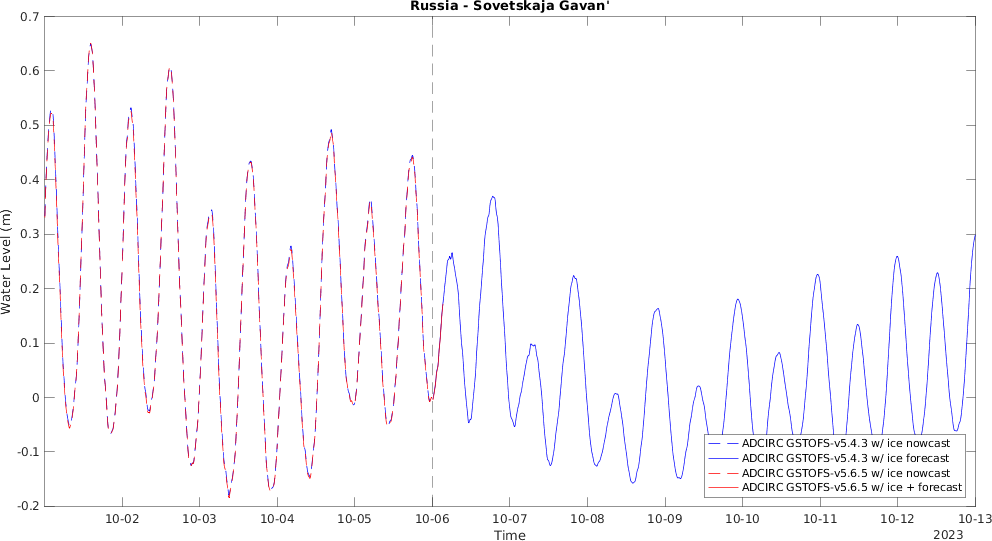 Russia - Sovetskaja Gavan'
0.7
0.6
0.5
0.4
0.3
0.2
0.1
0
-0.1
-0.2
Water Level (m)
ADCIRC GSTOFS-v5.4.3 w/ ice nowcast
ADCIRC GSTOFS-v5.4.3 w/ ice forecast
ADCIRC GSTOFS-v5.6.5 w/ ice nowcast
ADCIRC GSTOFS-v5.6.5 w/ ice + forecast
10-02 10-03 10-04 10-05 10-06 10-07 10-08 10-09 10-10 10-11 10-12 10-13
Time
2023